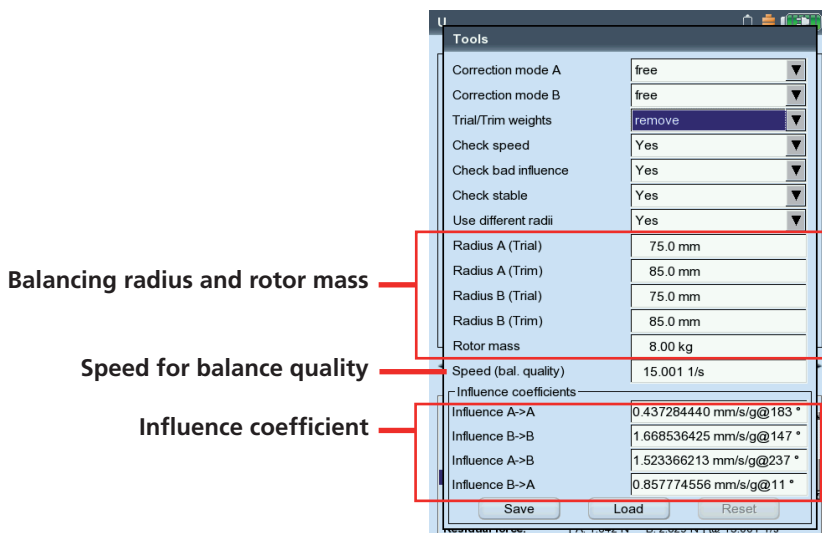 U
Tools
Correction mode A free
Correction mode B free
Trial/Trim weights remove
Check speed Yes
Check bad influence Yes
Check stable Yes
Use different radii Yes
Radius A (Trial) 75.0 mm
Radius A (Trim) 85.0 mm
Balancing radius and rotor mass
Radius B (Trial) 75.0 mm
Radius B (Trim) 85.0 mm
Rotor mass 8.00 kg
Speed for balance quality
Speed (bal. quality) 15.001 1/s
Influence coefficients
Influence coefficient
Influence A->A 0.437284440 mm/s/g@183 °
Influence B->B 1.668536425 mm/s/g@147 °
Influence A->B 1.523366213 mm/s/g@237 °
Influence B->A 0.857774556 mm/s/g@11 °
Save Load Reset